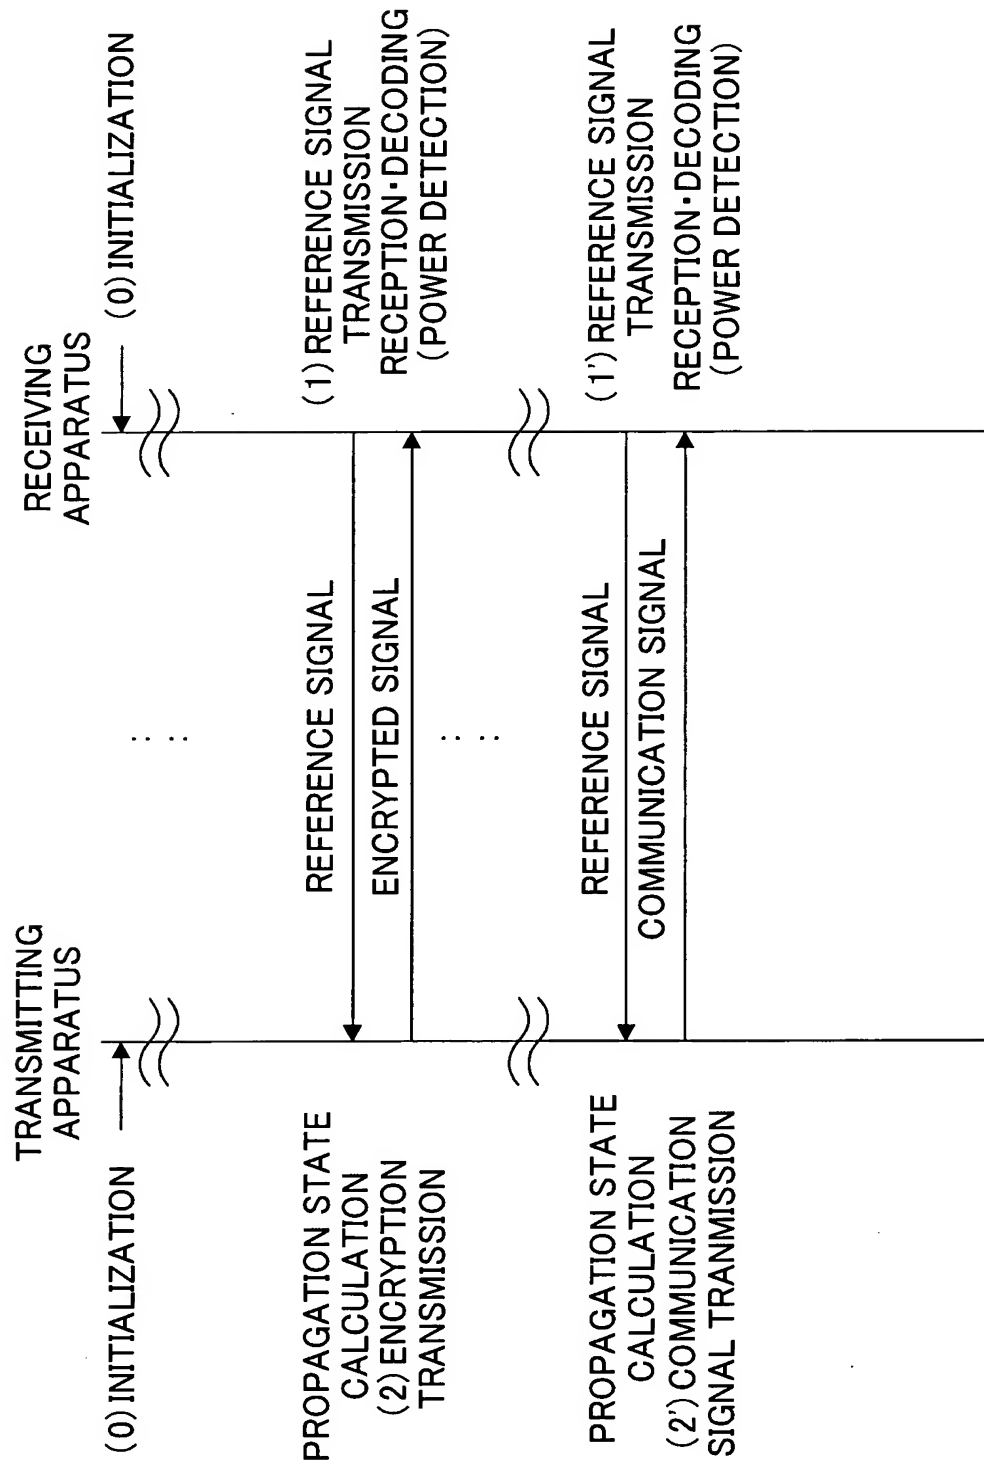 TRANSMITTING
APPARATUS
RECEIVING
APPARATUS
(0) INITIALIZATION
(0) INITIALIZATION
PROPAGATION STATE
CALCULATION
(2) ENCRYPTION
TRANSMISSION
REFERENCE SIGNAL
ENCRYPTED SIGNAL
(1) REFERENCE SIGNAL
TRANSMISSION
RECEPTION·DECODING
(POWER DETECTION)
PROPAGATION STATE
CALCULATION
(2') COMMUNICATION
SIGNAL TRANMISSION
REFERENCE SIGNAL
COMMUNICATION SIGNAL
(1') REFERENCE SIGNAL
TRANSMISSION
RECEPTION·DECODING
(POWER DETECTION)